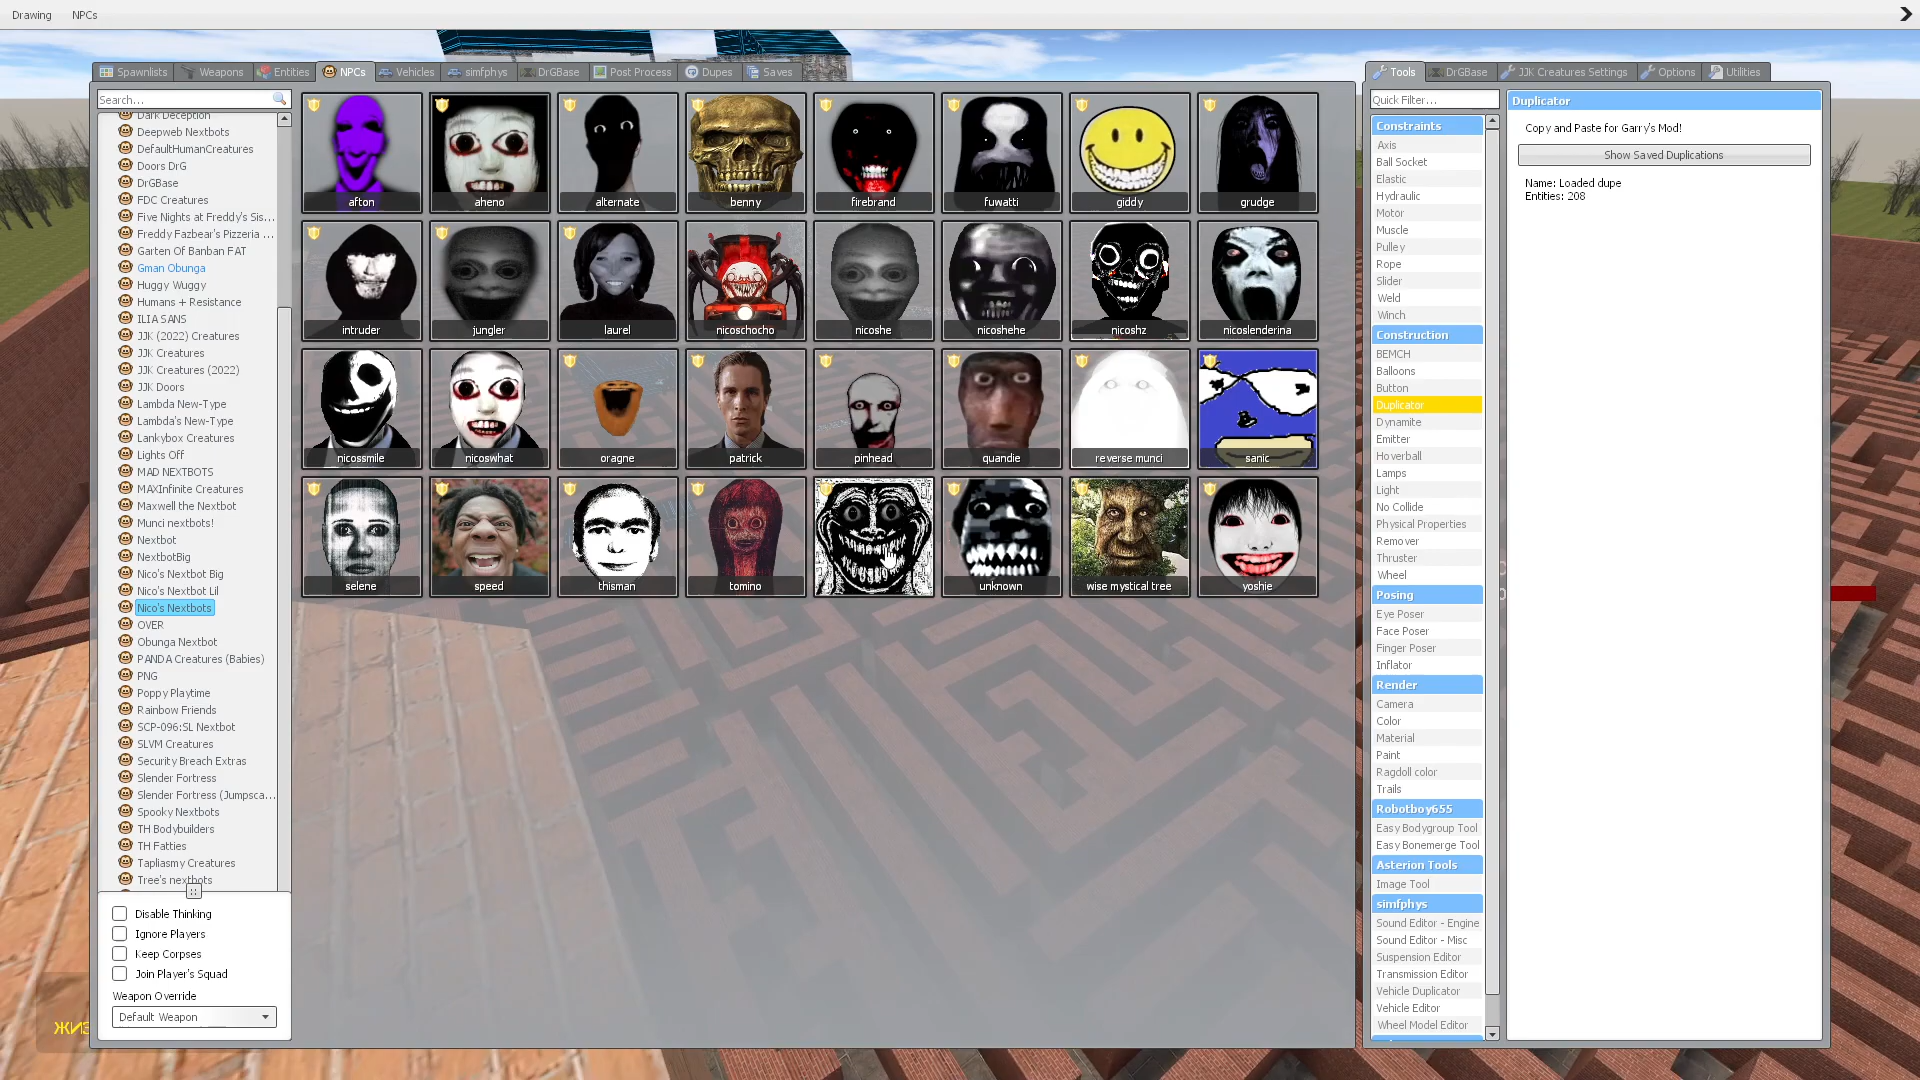 Drawing NPCs
Spawnlists Weapons Entities NPCs Vehicles simfphys DrGBase Post Process Dupes Saves
Search...
Dark Deception
Deepweb Nextbots
DefaultHumanCreatures
Doors DrG
DrGBase
FDC Creatures
Five Nights at Freddy's Sis...
Freddy Fazbear's Pizzeria ...
Garten Of Banban FAT
Gman Obunga
Huggy Wuggy
Humans + Resistance
ILIA SANS
JJK (2022) Creatures
JJK Creatures
JJK Creatures (2022)
JJK Doors
Lambda New-Type
Lambda's New-Type
Lankybox Creatures
Lights Off
MAD NEXTBOTS
MAXInfinite Creatures
Maxwell the Nextbot
Munci nextbots!
Nextbot
NextbotBig
Nico's Nextbot Big
Nico's Nextbot Lil
Nico's Nextbots
OVER
Obunga Nextbot
PANDA Creatures (Babies)
PNG
Poppy Playtime
Rainbow Friends
SCP-096:SL Nextbot
SLVM Creatures
Security Breach Extras
Slender Fortress
Slender Fortress (Jumpsca...
Spooky Nextbots
TH Bodybuilders
TH Fatties
Tapliasmy Creatures
Tree's nextbots
Disable Thinking
Ignore Players
Keep Corpses
Join Player's Squad
Weapon Override
Default Weapon
ЖИЗ
afton aheno alternate benny firebrand fuwatti giddy grudge
intruder jungler laurel nicoschocho nicoshe nicoshehe nicoshz nicoslenderina
nicossmile nicoswhat oragne patrick pinhead quandie reverse munci sanic
selene speed thisman tomino unknown wise mystical tree yoshie
Tools DrGBase JJK Creatures Settings Options Utilities
Quick Filter...
Constraints
Axis
Ball Socket
Elastic
Hydraulic
Motor
Muscle
Pulley
Rope
Slider
Weld
Winch
Construction
BEMCH
Balloons
Button
Duplicator
Dynamite
Emitter
Hoverball
Lamps
Light
No Collide
Physical Properties
Remover
Thruster
Wheel
Posing
Eye Poser
Face Poser
Finger Poser
Inflator
Render
Camera
Color
Material
Paint
Ragdoll color
Trails
Robotboy655
Easy Bodygroup Tool
Easy Bonemerge Tool
Asterion Tools
Image Tool
simfphys
Sound Editor - Engine
Sound Editor - Misc
Suspension Editor
Transmission Editor
Vehicle Duplicator
Vehicle Editor
Wheel Model Editor
Duplicator
Copy and Paste for Garry's Mod!
Show Saved Duplications
Name: Loaded dupe
Entities: 208